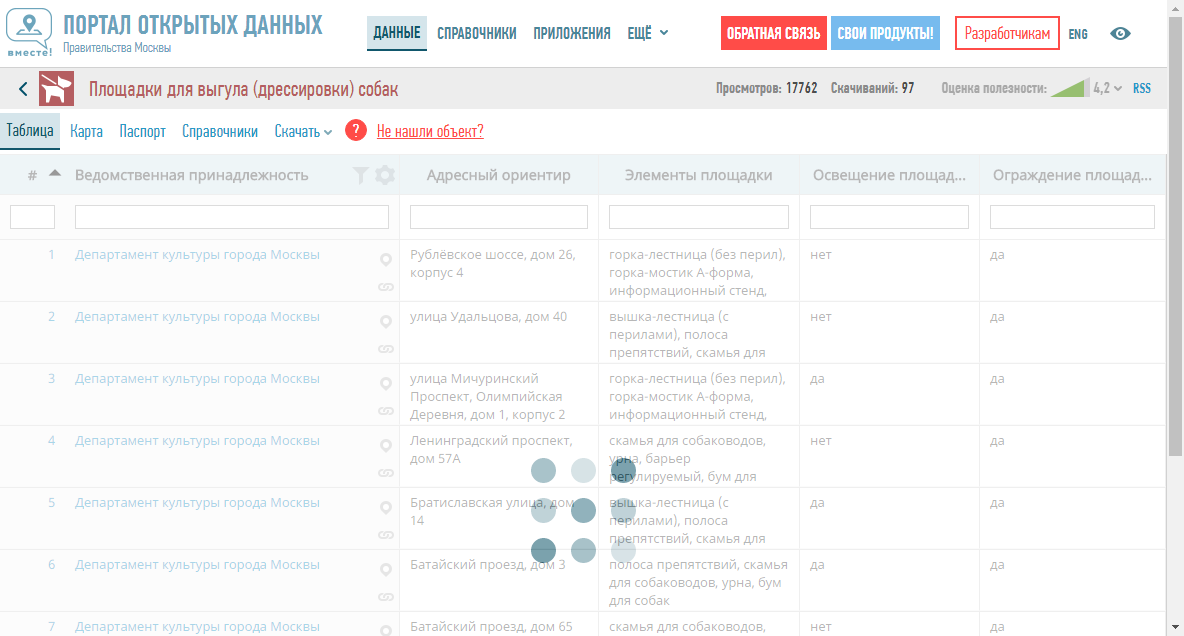 вместе!
ПОРТАЛ ОТКРЫТЫХ ДАННЫХ
Правительства Москвы
ДАННЫЕ СПРАВОЧНИКИ ПРИЛОЖЕНИЯ ЕЩЁ
ОБРАТНАЯ СВЯЗЬ СВОИ ПРОДУКТЫ! Разработчикам ENG
Площадки для выгула (дрессировки) собак
Просмотров: 17762 Скачиваний: 97 Оценка полезности: 4,2 RSS
Таблица Карта Паспорт Справочники Скачать ? Не нашли объект?
# Ведомственная принадлежность Адресный ориентир Элементы площадки Освещение площад... Ограждение площад...
1 Департамент культуры города Москвы Рублёвское шоссе, дом 26, горка-лестница (без перил), нет да
корпус 4 горка-мостик А-форма,
информационный стенд,
2 Департамент культуры города Москвы улица Удальцова, дом 40 вышка-лестница (с нет да
перилами), полоса
препятствий, скамья для
3 Департамент культуры города Москвы улица Мичуринский горка-лестница (без перил), да да
Проспект, Олимпийская горка-мостик А-форма,
Деревня, дом 1, корпус 2 информационный стенд,
4 Департамент культуры города Москвы Ленинградский проспект, скамья для собаководов, нет да
дом 57А урна, барьер
регулируемый, бум для
5 Департамент культуры города Москвы Братиславская улица, дом вышка-лестница (с да да
14 перилами), полоса
препятствий, скамья для
6 Департамент культуры города Москвы Батайский проезд, дом 3 полоса препятствий, скамья да да
для собаководов, урна, бум
для собак
7 Департамент культуры города Москвы Батайский проезд, дом 65 скамья для собаководов, нет да